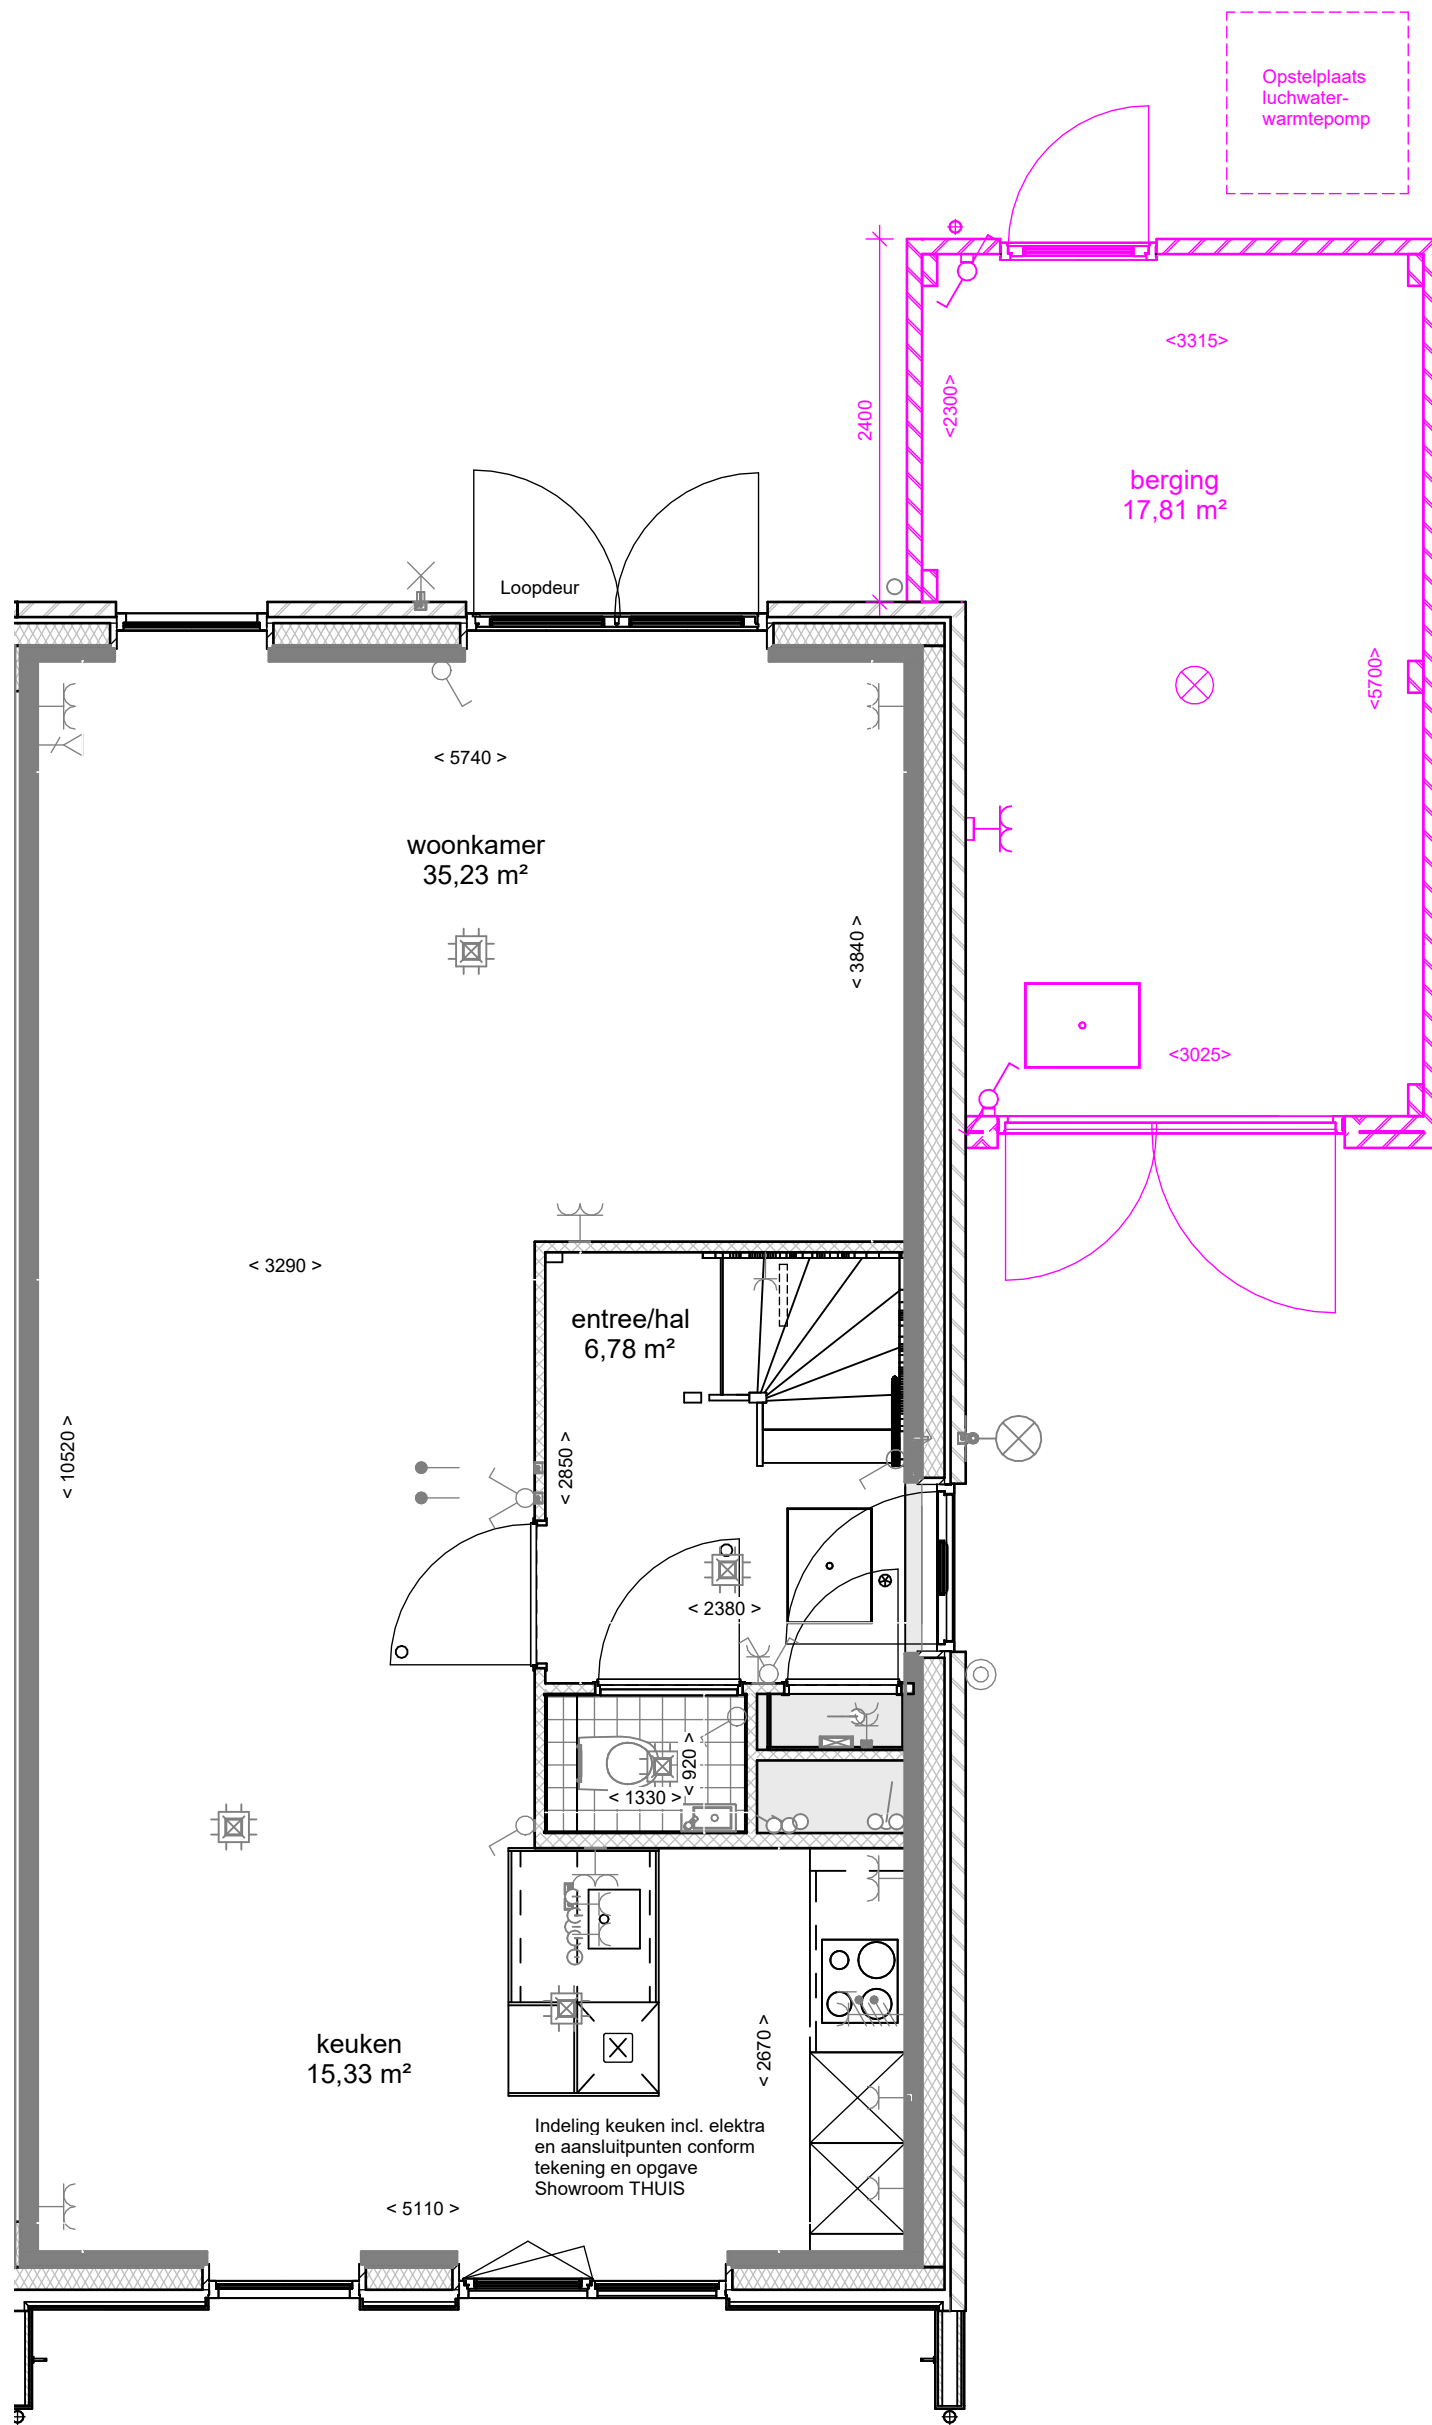 Opstelplaats
luchwater-
warmtepomp
<3315>
<2300>
2400
berging
17,81 m²
Loopdeur
<5700>
< 5740 >
woonkamer
35,23 m²
< 3840 >
<3025>
< 3290 >
entree/hal
6,78 m²
< 10520 >
< 2850 >
< 2380 >
< 920 >
< 1330 >
keuken
15,33 m²
< 2670 >
Indeling keuken incl. elektra
en aansluitpunten conform
tekening en opgave
Showroom THUIS
< 5110 >